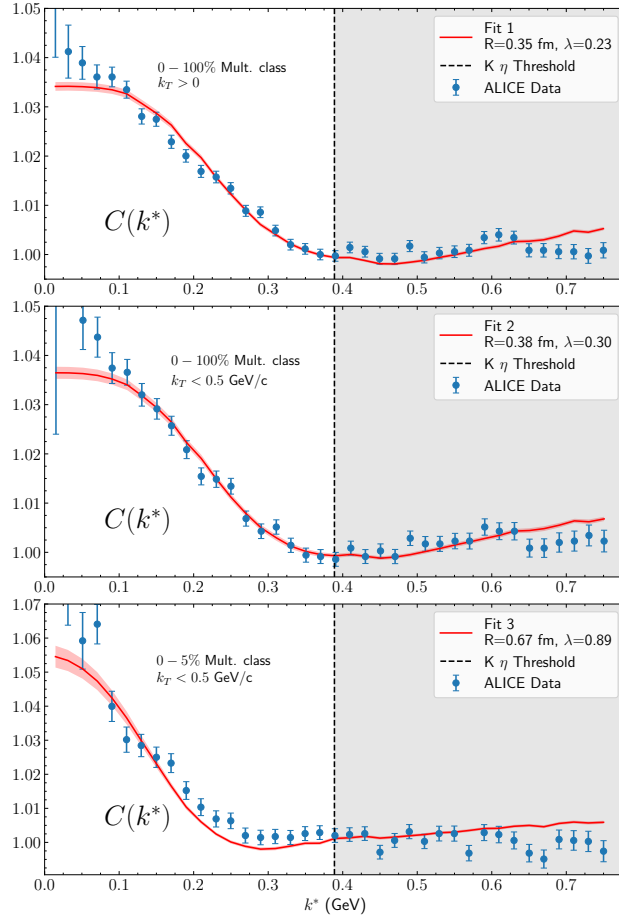 1.05
1.04
1.03
1.02
1.01
1.00
0.0 0.1 0.2 0.3 0.4 0.5 0.6 0.7
0 − 100% Mult. class
k_T > 0
C(k*)
Fit 1
R=0.35 fm, λ=0.23
K η Threshold
ALICE Data
1.05
1.04
1.03
1.02
1.01
1.00
0.0 0.1 0.2 0.3 0.4 0.5 0.6 0.7
0 − 100% Mult. class
k_T < 0.5 GeV/c
C(k*)
Fit 2
R=0.38 fm, λ=0.30
K η Threshold
ALICE Data
1.07
1.06
1.05
1.04
1.03
1.02
1.01
1.00
0.0 0.1 0.2 0.3 0.4 0.5 0.6 0.7
0 − 5% Mult. class
k_T < 0.5 GeV/c
C(k*)
Fit 3
R=0.67 fm, λ=0.89
K η Threshold
ALICE Data
k* (GeV)